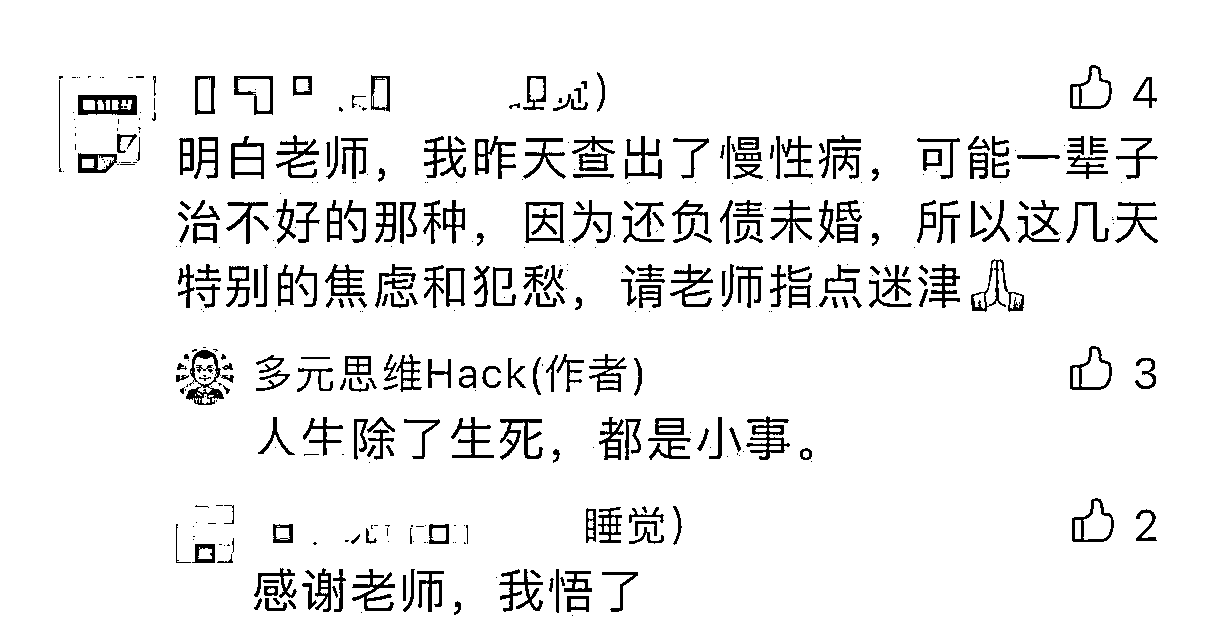 4
明白老师，我昨天查出了慢性病，可能一辈子
治不好的那种，因为还负债未婚，所以这几天
特别的焦虑和犯愁，请老师指点迷津🙏
多元思维Hack(作者) 3
人生除了生死，都是小事。
睡觉) 2
感谢老师，我悟了